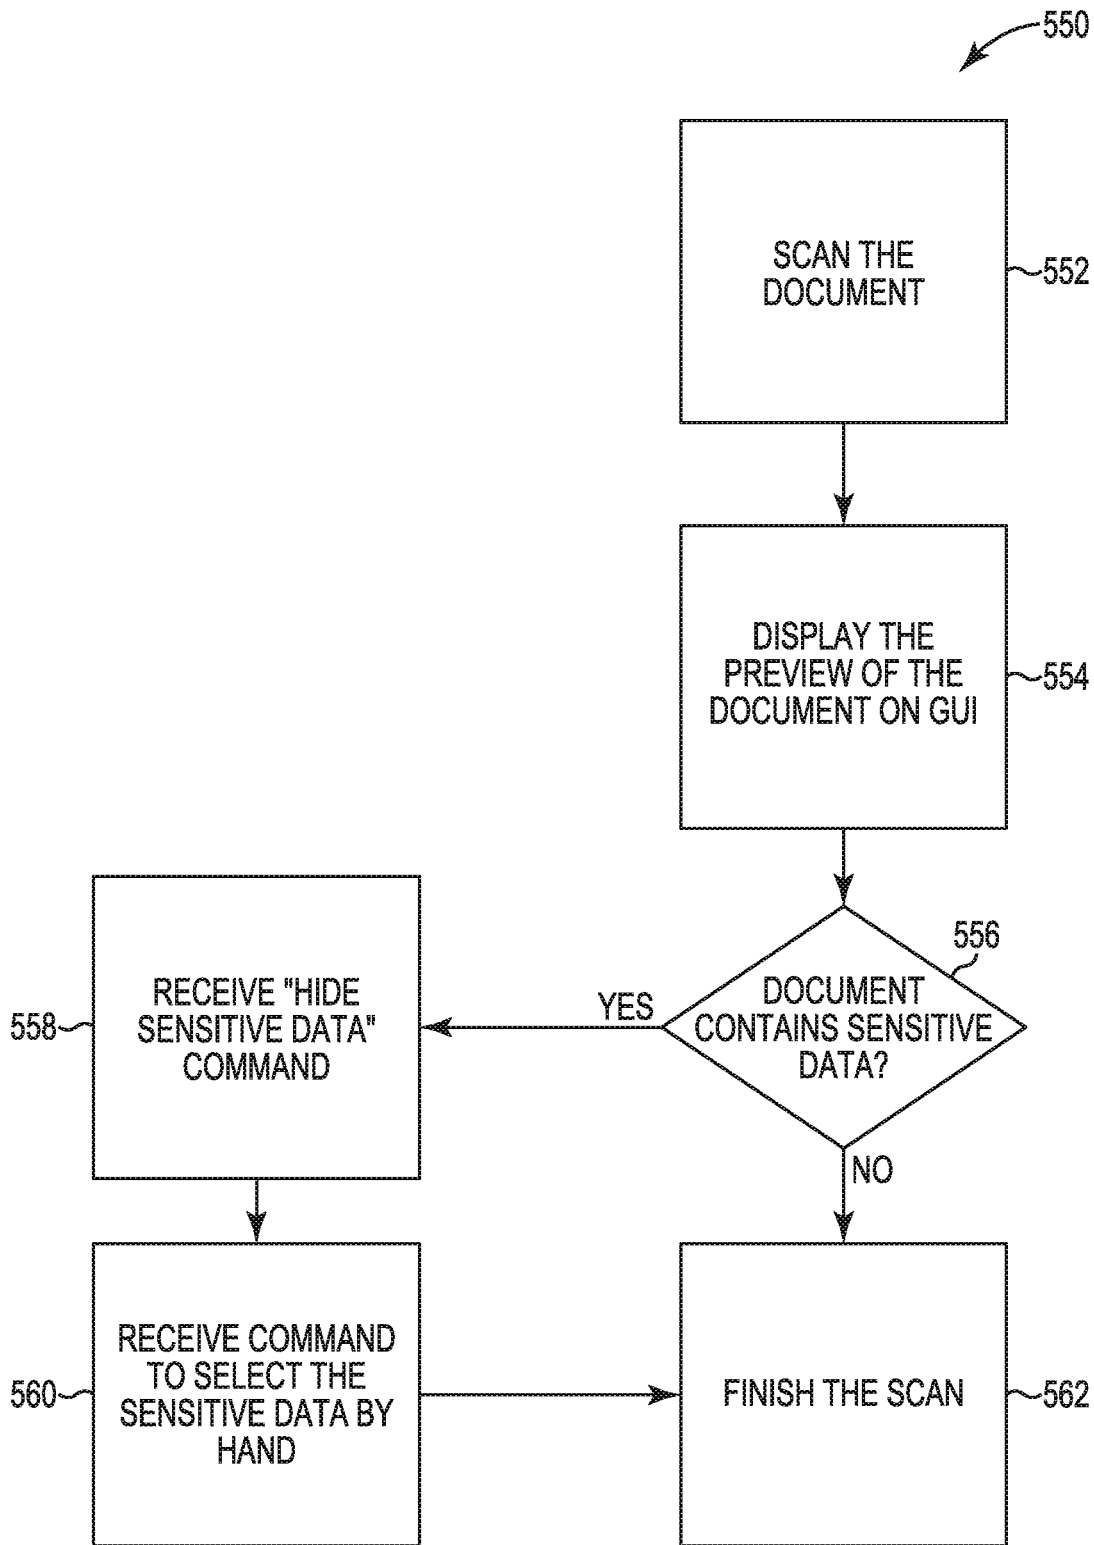 550
SCAN THE
DOCUMENT
552
DISPLAY THE
PREVIEW OF THE
DOCUMENT ON GUI
554
556
DOCUMENT
CONTAINS SENSITIVE
DATA?
YES
NO
RECEIVE "HIDE
SENSITIVE DATA"
COMMAND
558
RECEIVE COMMAND
TO SELECT THE
SENSITIVE DATA BY
HAND
560
FINISH THE SCAN
562